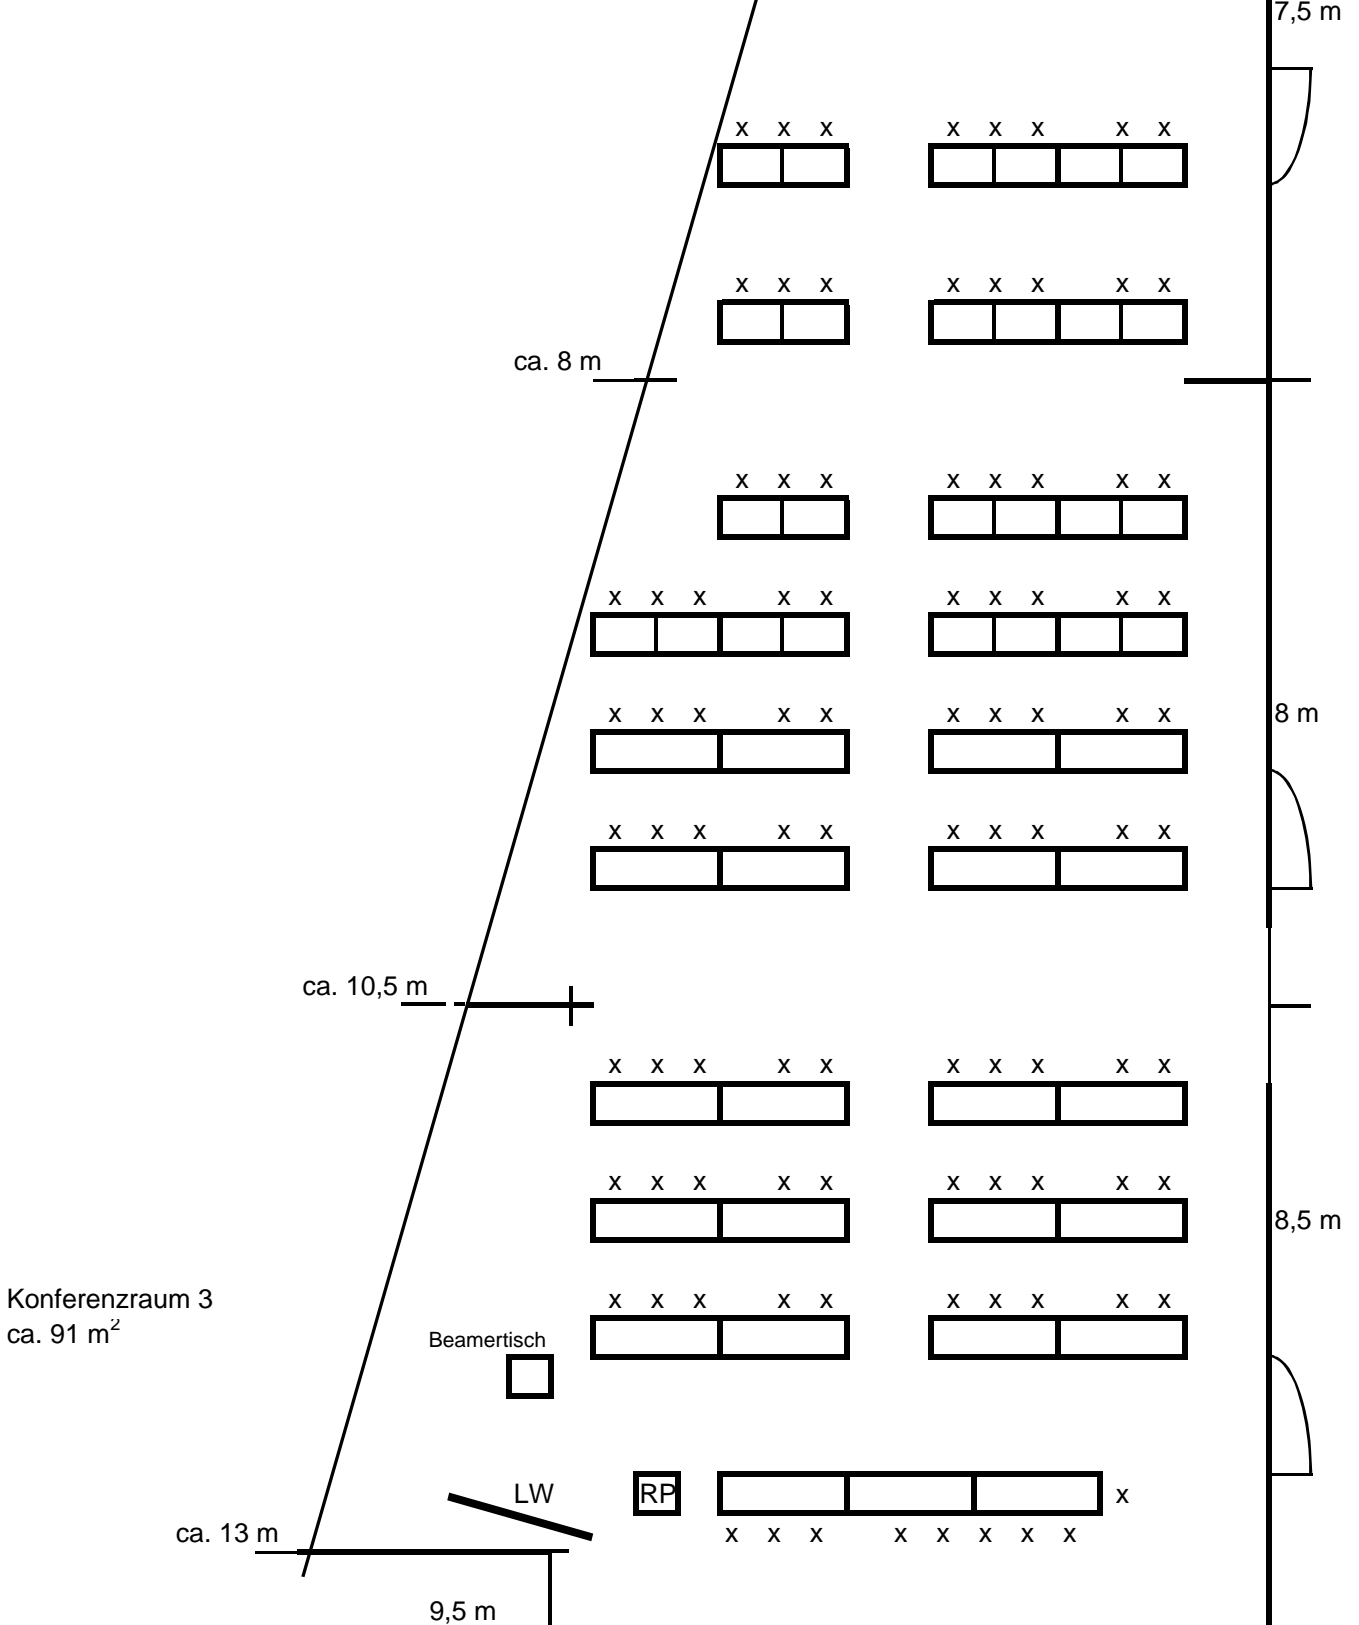 7,5 m
x x x x x x x x
x x x x x x x x
ca. 8 m
x x x x x x x x
x x x x x x x x x x
x x x x x x x x x x
8 m
x x x x x x x x x x
ca. 10,5 m
x x x x x x x x x x
x x x x x x x x x x
8,5 m
x x x x x x x x x x
Konferenzraum 3
ca. 91 m²
Beamertisch
LW RP x
ca. 13 m x x x x x x x x
9,5 m